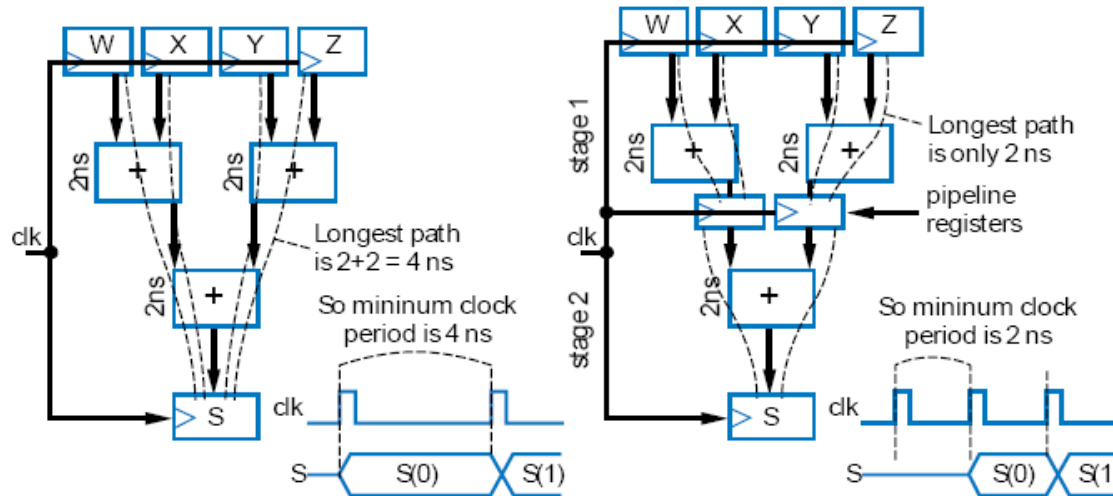 W X Y Z
2ns + 2ns +
clk
Longest path
is 2+2 = 4 ns
2ns +
So mininum clock
period is 4 ns
S
clk
S S(0) S(1)
W X Y Z
stage 1
2ns + 2ns +
Longest path
is only 2 ns
pipeline
registers
clk
stage 2
2ns +
So mininum clock
period is 2 ns
S
clk
S S(0) S(1